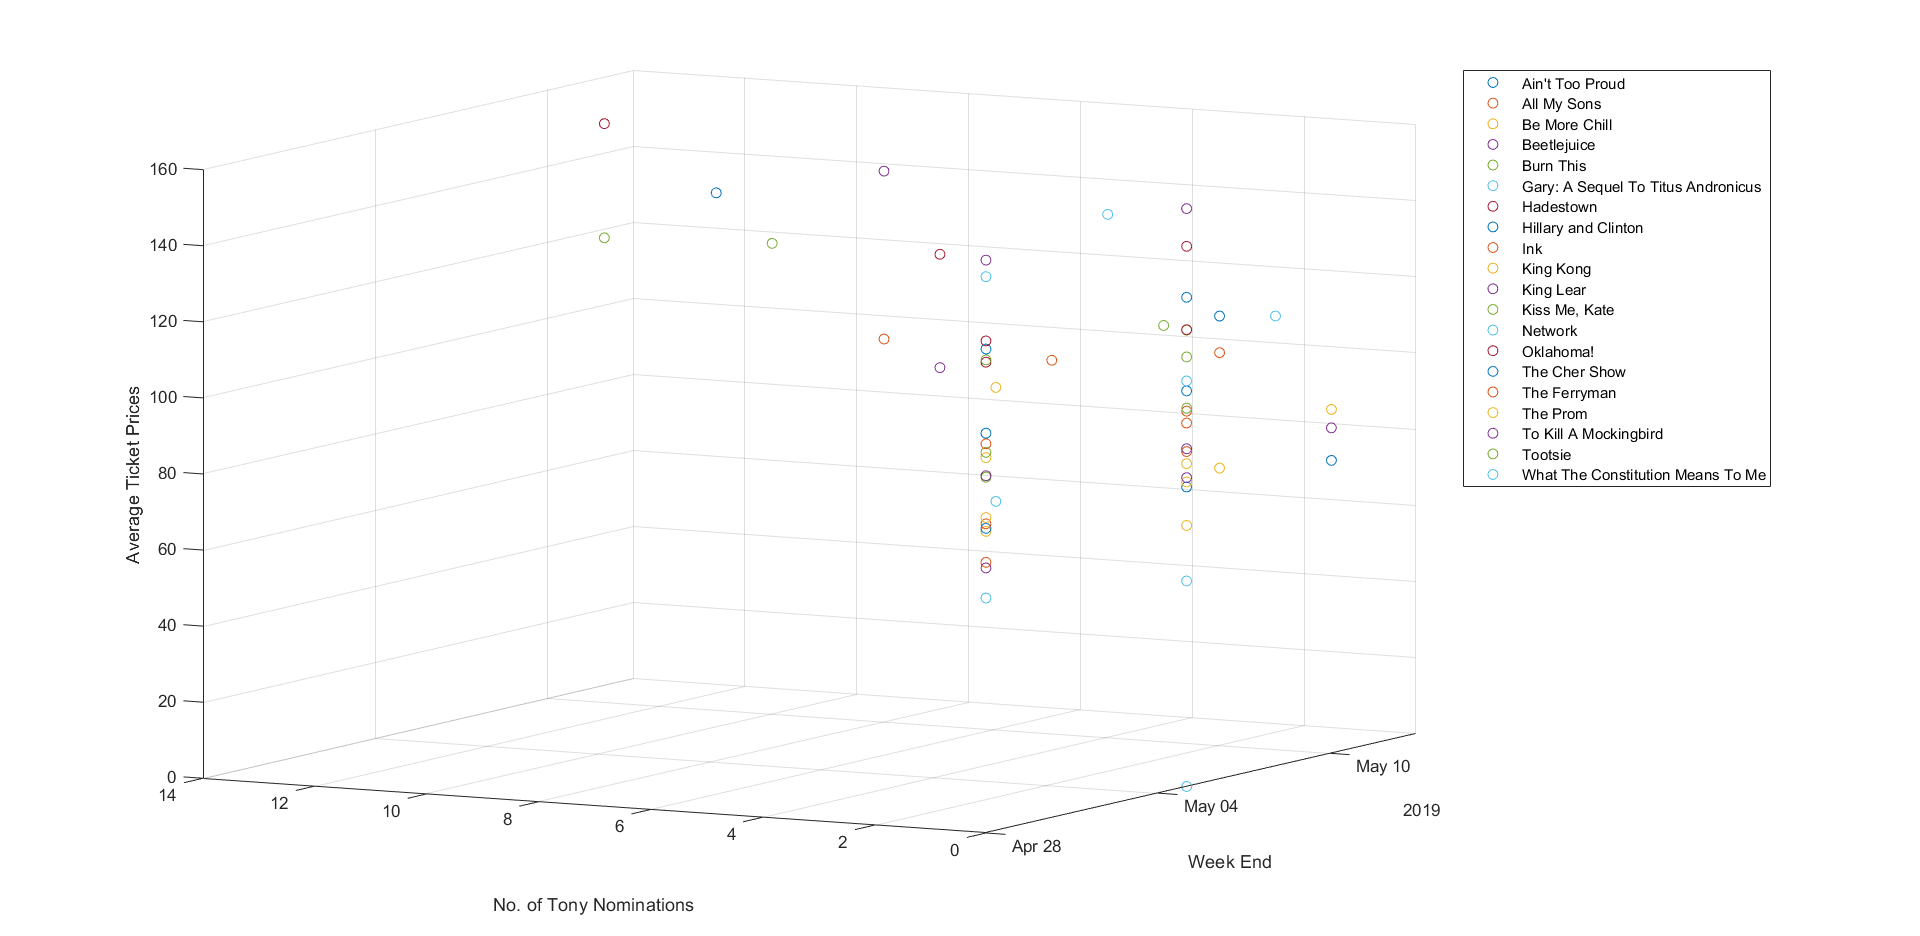 160
140
120
100
80
60
40
20
0
Average Ticket Prices
14
12
10
8
6
4
2
0
No. of Tony Nominations
Apr 28
May 04
May 10
2019
Week End
Ain't Too Proud
All My Sons
Be More Chill
Beetlejuice
Burn This
Gary: A Sequel To Titus Andronicus
Hadestown
Hillary and Clinton
Ink
King Kong
King Lear
Kiss Me, Kate
Network
Oklahoma!
The Cher Show
The Ferryman
The Prom
To Kill A Mockingbird
Tootsie
What The Constitution Means To Me